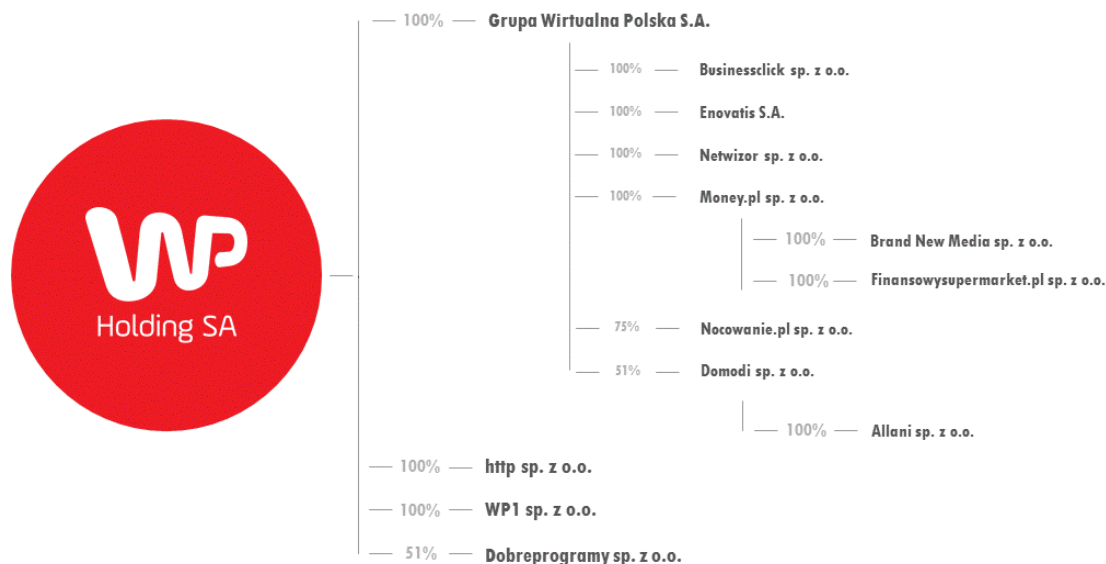 100% Grupa Wirtualna Polska S.A.
100% Businessclick sp. z o.o.
100% Enovatis S.A.
100% Netwizor sp. z o.o.
100% Money.pl sp. z o.o.
100% Brand New Media sp. z o.o.
100% Finansowysupermarket.pl sp. z o.o.
75% Nocowanie.pl sp. z o.o.
51% Domodi sp. z o.o.
100% Allani sp. z o.o.
WP
Holding SA
100% http sp. z o.o.
100% WP1 sp. z o.o.
51% Dobreprogramy sp. z o.o.